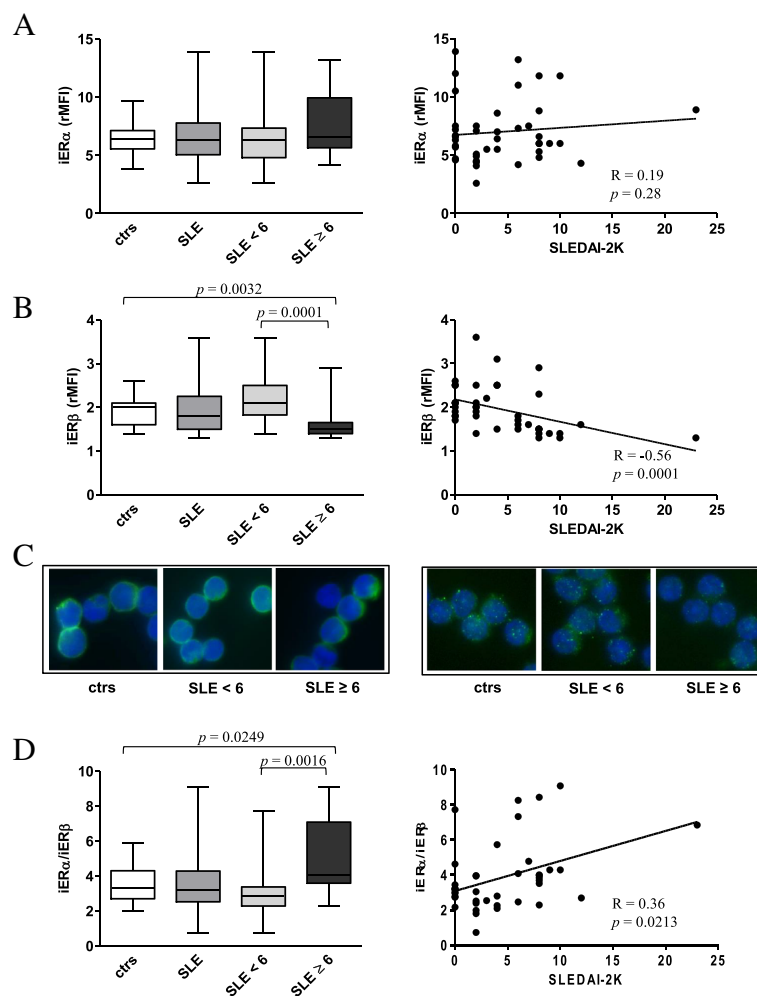 A
iERα (rMFI)
15
10
5
0
ctrs
SLE
SLE < 6
SLE ≥ 6
iERα (rMFI)
15
10
5
0
R = 0.19
p = 0.28
0
5
10
15
20
25
SLEDAI-2K
B
p = 0.0032
p = 0.0001
iERβ (rMFI)
4
3
2
1
0
ctrs
SLE
SLE < 6
SLE ≥ 6
iERβ (rMFI)
4
3
2
1
0
R = -0.56
p = 0.0001
0
5
10
15
20
25
SLEDAI-2K
C
ctrs
SLE < 6
SLE ≥ 6
ctrs
SLE < 6
SLE ≥ 6
D
p = 0.0249
p = 0.0016
iERα/iERβ
10
8
6
4
2
0
ctrs
SLE
SLE < 6
SLE ≥ 6
iERα/iERβ
10
8
6
4
2
0
R = 0.36
p = 0.0213
0
5
10
15
20
25
SLEDAI-2K